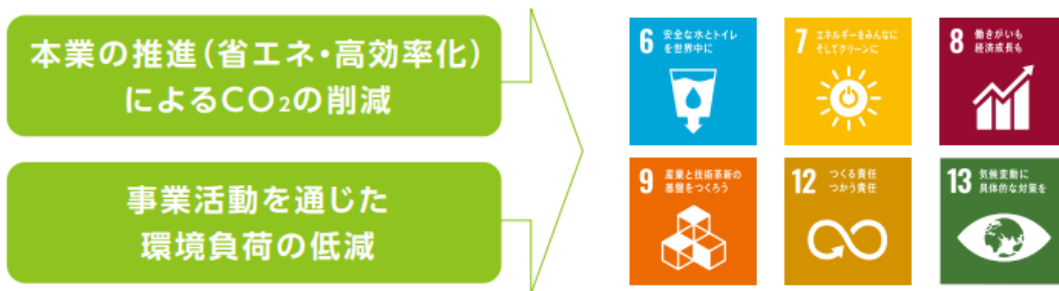 本業の推進(省エネ・高効率化)
によるCO₂の削減
事業活動を通じた
環境負荷の低減
6 安全な水とトイレ
を世界中に
7 エネルギーをみんなに
そしてクリーンに
8 働きがいも
経済成長も
9 産業と技術革新の
基盤をつくろう
12 つくる責任
つかう責任
13 気候変動に
具体的な対策を